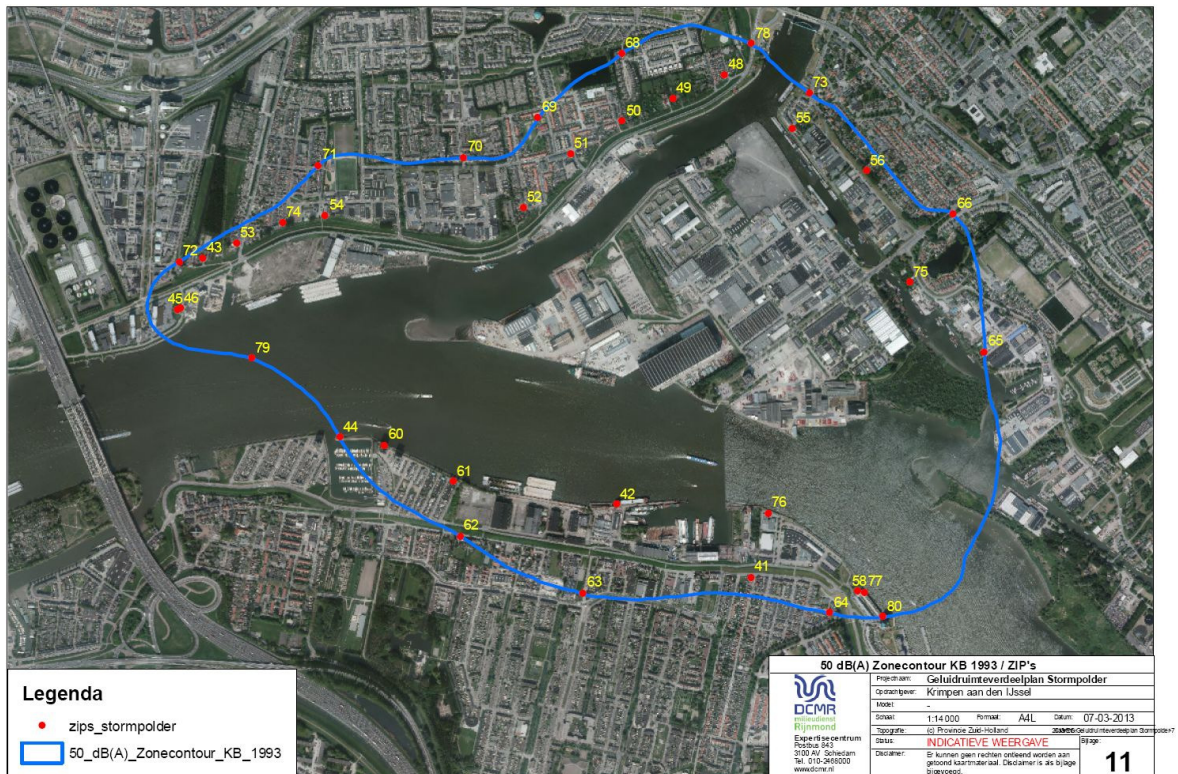 78
68
48
49
73
50
69
55
51
70
71
56
52
66
54
74
53
43
72
75
45 46
79
65
44
60
61
42
76
62
41
63
58 77
64
80
Legenda
zips_stormpolder
50_dB(A)_Zonecontour_KB_1993
50 dB(A) Zonecontour KB 1993 / ZIP's
DCMR
milieudienst
Rijnmond
Expertisecentrum
Postbus 843
3100 AV Schiedam
Tel. 010-2468000
www.dcmr.nl
Projectnaam: Geluidruimteverdeelplan Stormpolder
Opdrachtgever: Krimpen aan den IJssel
Model: -
Schaal: 1:14 000 Formaat: A4L Datum: 07-03-2013
Topografie: (c) Provincie Zuid-Holland
Status: INDICATIEVE WEERGAVE
Bijlage:
Disclaimer: Er kunnen geen rechten ontleend worden aan
getoond kaartmateriaal. Disclaimer is als bijlage
bijgevoegd.
11